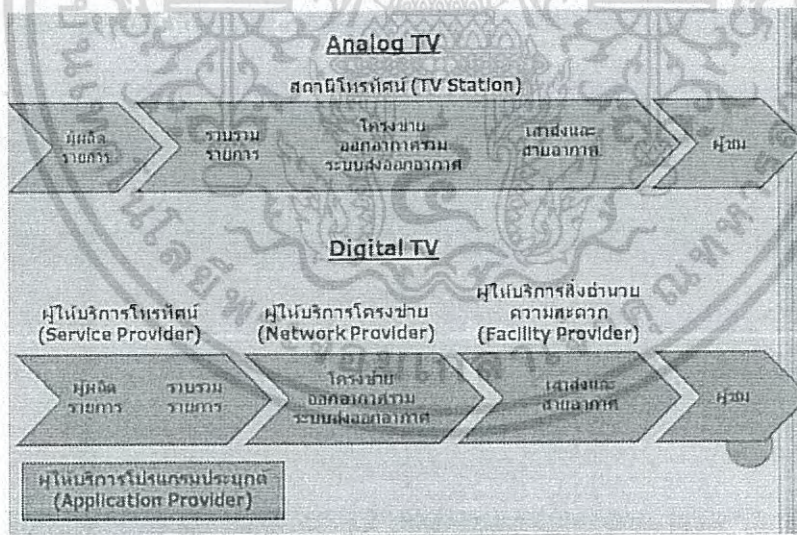 Analog TV
สถานีโทรทัศน์ (TV Station)
ผู้ผลิต
รายการ
รวบรวม
รายการ
โครงข่าย
ออกอากาศรวม
ระบบส่งออกอากาศ
เสาส่งและ
สายอากาศ
ผู้ชม
Digital TV
ผู้ให้บริการโทรทัศน์
(Service Provider)
ผู้ให้บริการโครงข่าย
(Network Provider)
ผู้ให้บริการสิ่งอำนวย
ความสะดวก
(Facility Provider)
ผู้ผลิต
รายการ
รวบรวม
รายการ
โครงข่าย
ออกอากาศรวม
ระบบส่งออกอากาศ
เสาส่งและ
สายอากาศ
ผู้ชม
ผู้ให้บริการโปรแกรมประยุกต์
(Application Provider)